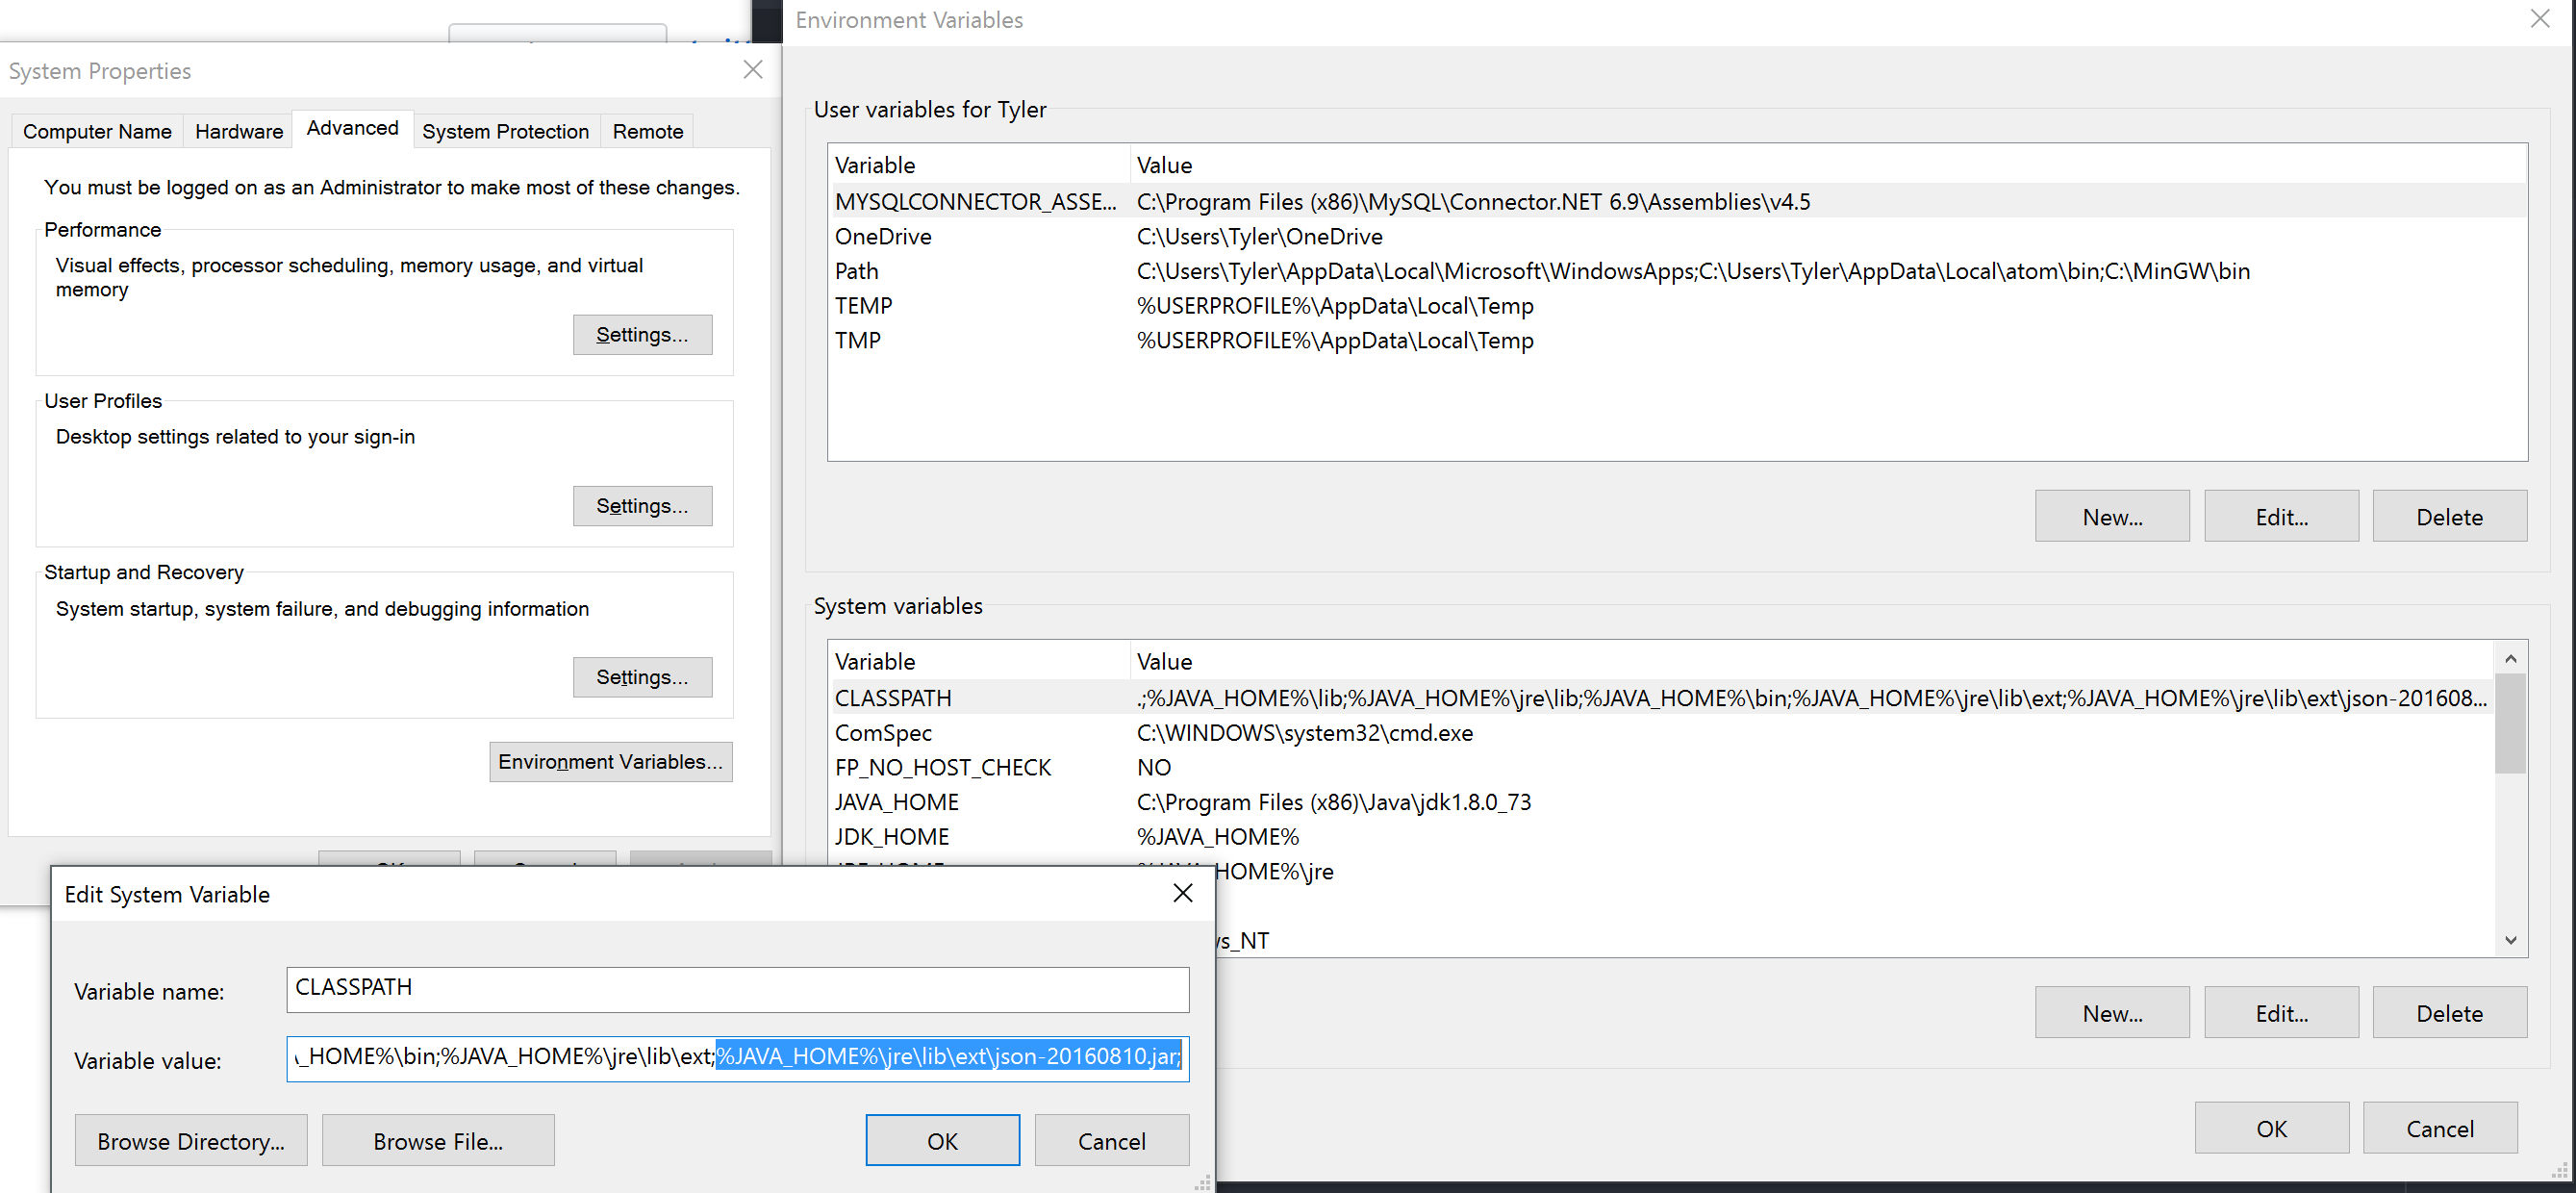 System Properties
Computer Name
Hardware
Advanced
System Protection
Remote
You must be logged on as an Administrator to make most of these changes.
Performance
Visual effects, processor scheduling, memory usage, and virtual
memory
Settings...
User Profiles
Desktop settings related to your sign-in
Settings...
Startup and Recovery
System startup, system failure, and debugging information
Settings...
Environment Variables...
Environment Variables
User variables for Tyler
Variable Value
MYSQLCONNECTOR_ASSE... C:\Program Files (x86)\MySQL\Connector.NET 6.9\Assemblies\v4.5
OneDrive C:\Users\Tyler\OneDrive
Path C:\Users\Tyler\AppData\Local\Microsoft\WindowsApps;C:\Users\Tyler\AppData\Local\atom\bin;C:\MinGW\bin
TEMP %USERPROFILE%\AppData\Local\Temp
TMP %USERPROFILE%\AppData\Local\Temp
New... Edit... Delete
System variables
Variable Value
CLASSPATH .;%JAVA_HOME%\lib;%JAVA_HOME%\jre\lib;%JAVA_HOME%\bin;%JAVA_HOME%\jre\lib\ext;%JAVA_HOME%\jre\lib\ext\json-201608...
ComSpec C:\WINDOWS\system32\cmd.exe
FP_NO_HOST_CHECK NO
JAVA_HOME C:\Program Files (x86)\Java\jdk1.8.0_73
JDK_HOME %JAVA_HOME%
HOME%\jre
s_NT
New... Edit... Delete
OK Cancel
Edit System Variable
Variable name: CLASSPATH
Variable value: _HOME%\bin;%JAVA_HOME%\jre\lib\ext;%JAVA_HOME%\jre\lib\ext\json-20160810.jar;
Browse Directory... Browse File... OK Cancel